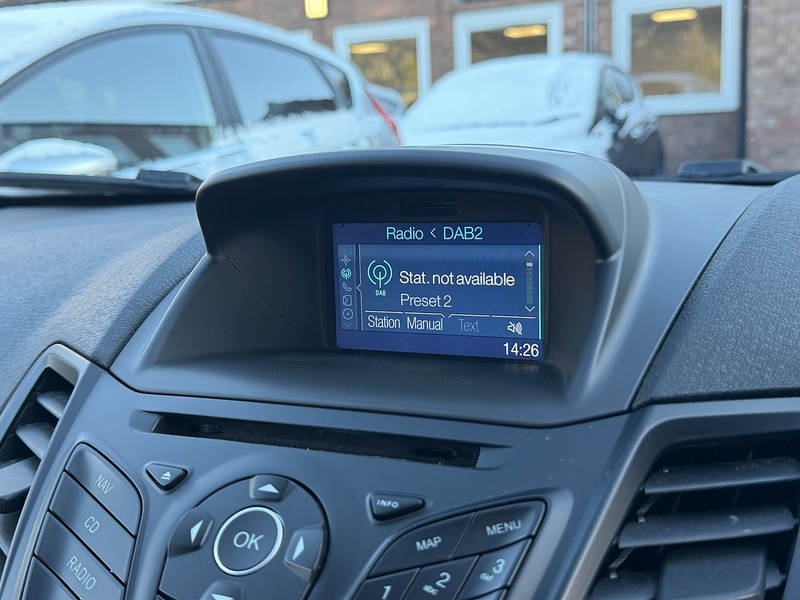 Radio < DAB2
DAB
Stat. not available
Preset 2
Station Manual Text
14:26
NAV
CD
RADIO
OK
INFO
MAP
MENU
1
2
3 def